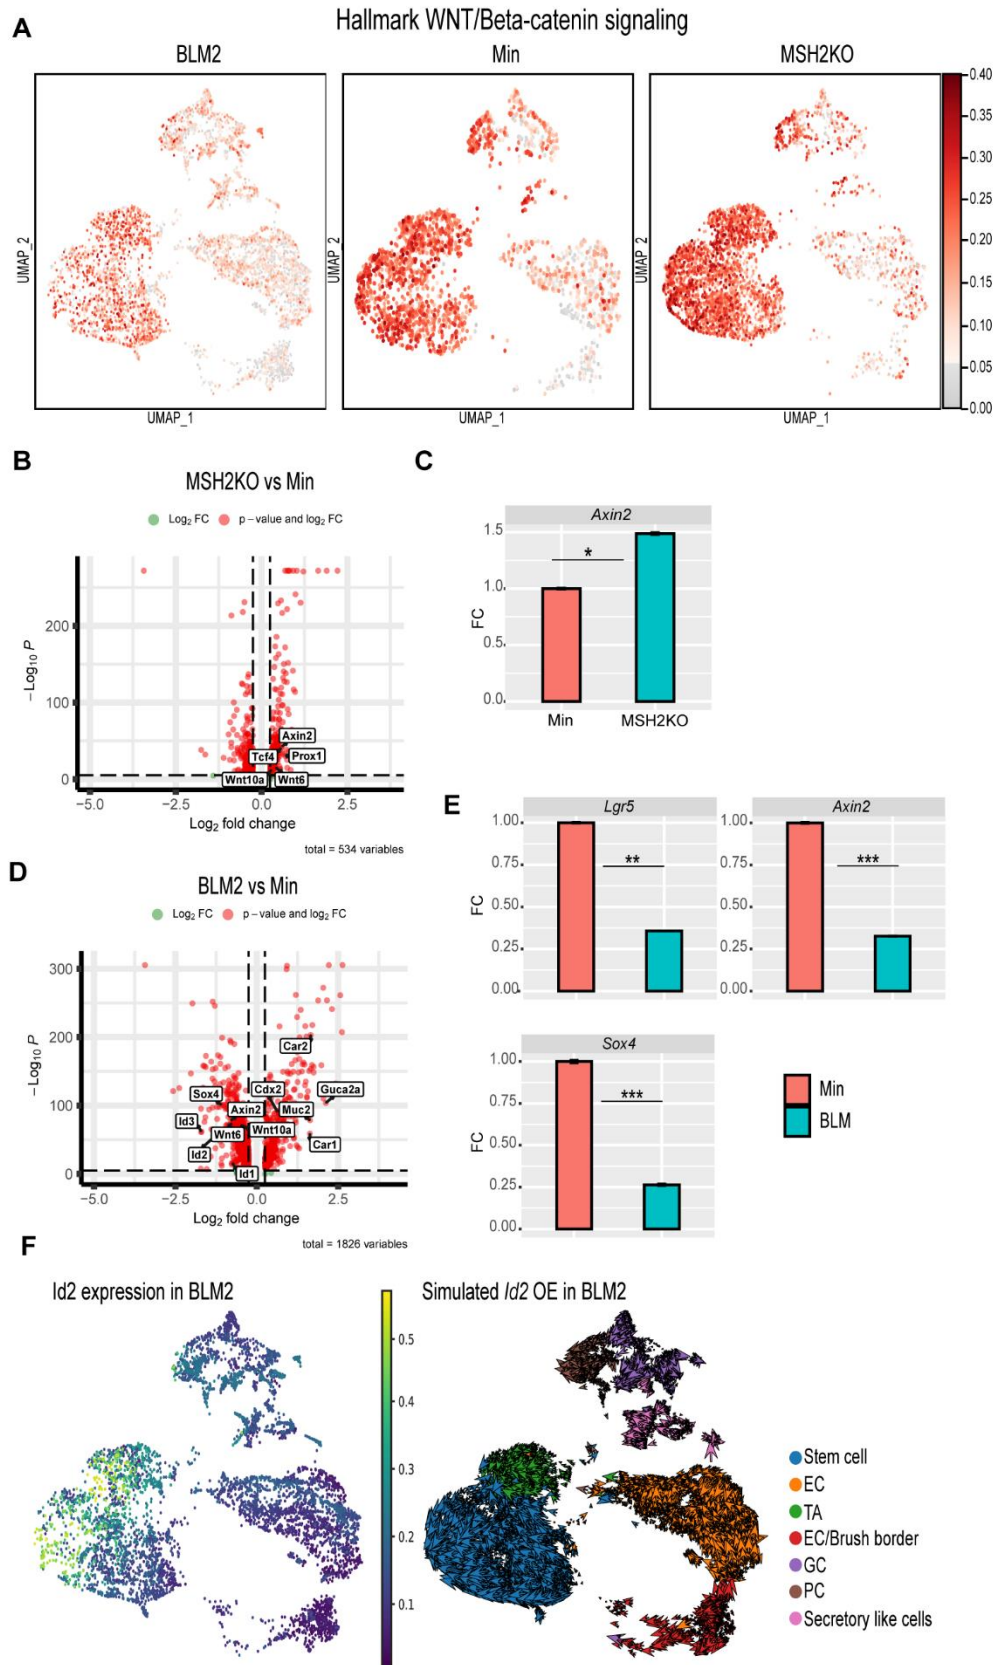 A
Hallmark WNT/Beta-catenin signaling
BLM2
Min
MSH2KO
UMAP_2
UMAP_2
UMAP_2
UMAP_1
UMAP_1
UMAP_1
0.40
0.35
0.30
0.25
0.20
0.15
0.10
0.05
0.00
B
MSH2KO vs Min
Log2 FC
p – value and log2 FC
–Log10 P
200
100
0
Axin2
Tcf4
Prox1
Wnt10a
Wnt6
−5.0
−2.5
0.0
2.5
Log2 fold change
total = 534 variables
C
Axin2
FC
1.5
1.0
0.5
0.0
*
Min
MSH2KO
D
BLM2 vs Min
Log2 FC
p – value and log2 FC
–Log10 P
300
200
100
0
Car2
Sox4
Cdx2
Guca2a
Axin2
Muc2
Id3
Wnt6
Wnt10a
Car1
Id2
Id1
−5.0
−2.5
0.0
2.5
Log2 fold change
total = 1826 variables
E
Lgr5
FC
1.00
0.75
0.50
0.25
0.00
**
Axin2
1.00
0.75
0.50
0.25
0.00
***
Sox4
FC
1.00
0.75
0.50
0.25
0.00
***
Min
BLM
F
Id2 expression in BLM2
0.5
0.4
0.3
0.2
0.1
Simulated Id2 OE in BLM2
Stem cell
EC
TA
EC/Brush border
GC
PC
Secretory like cells